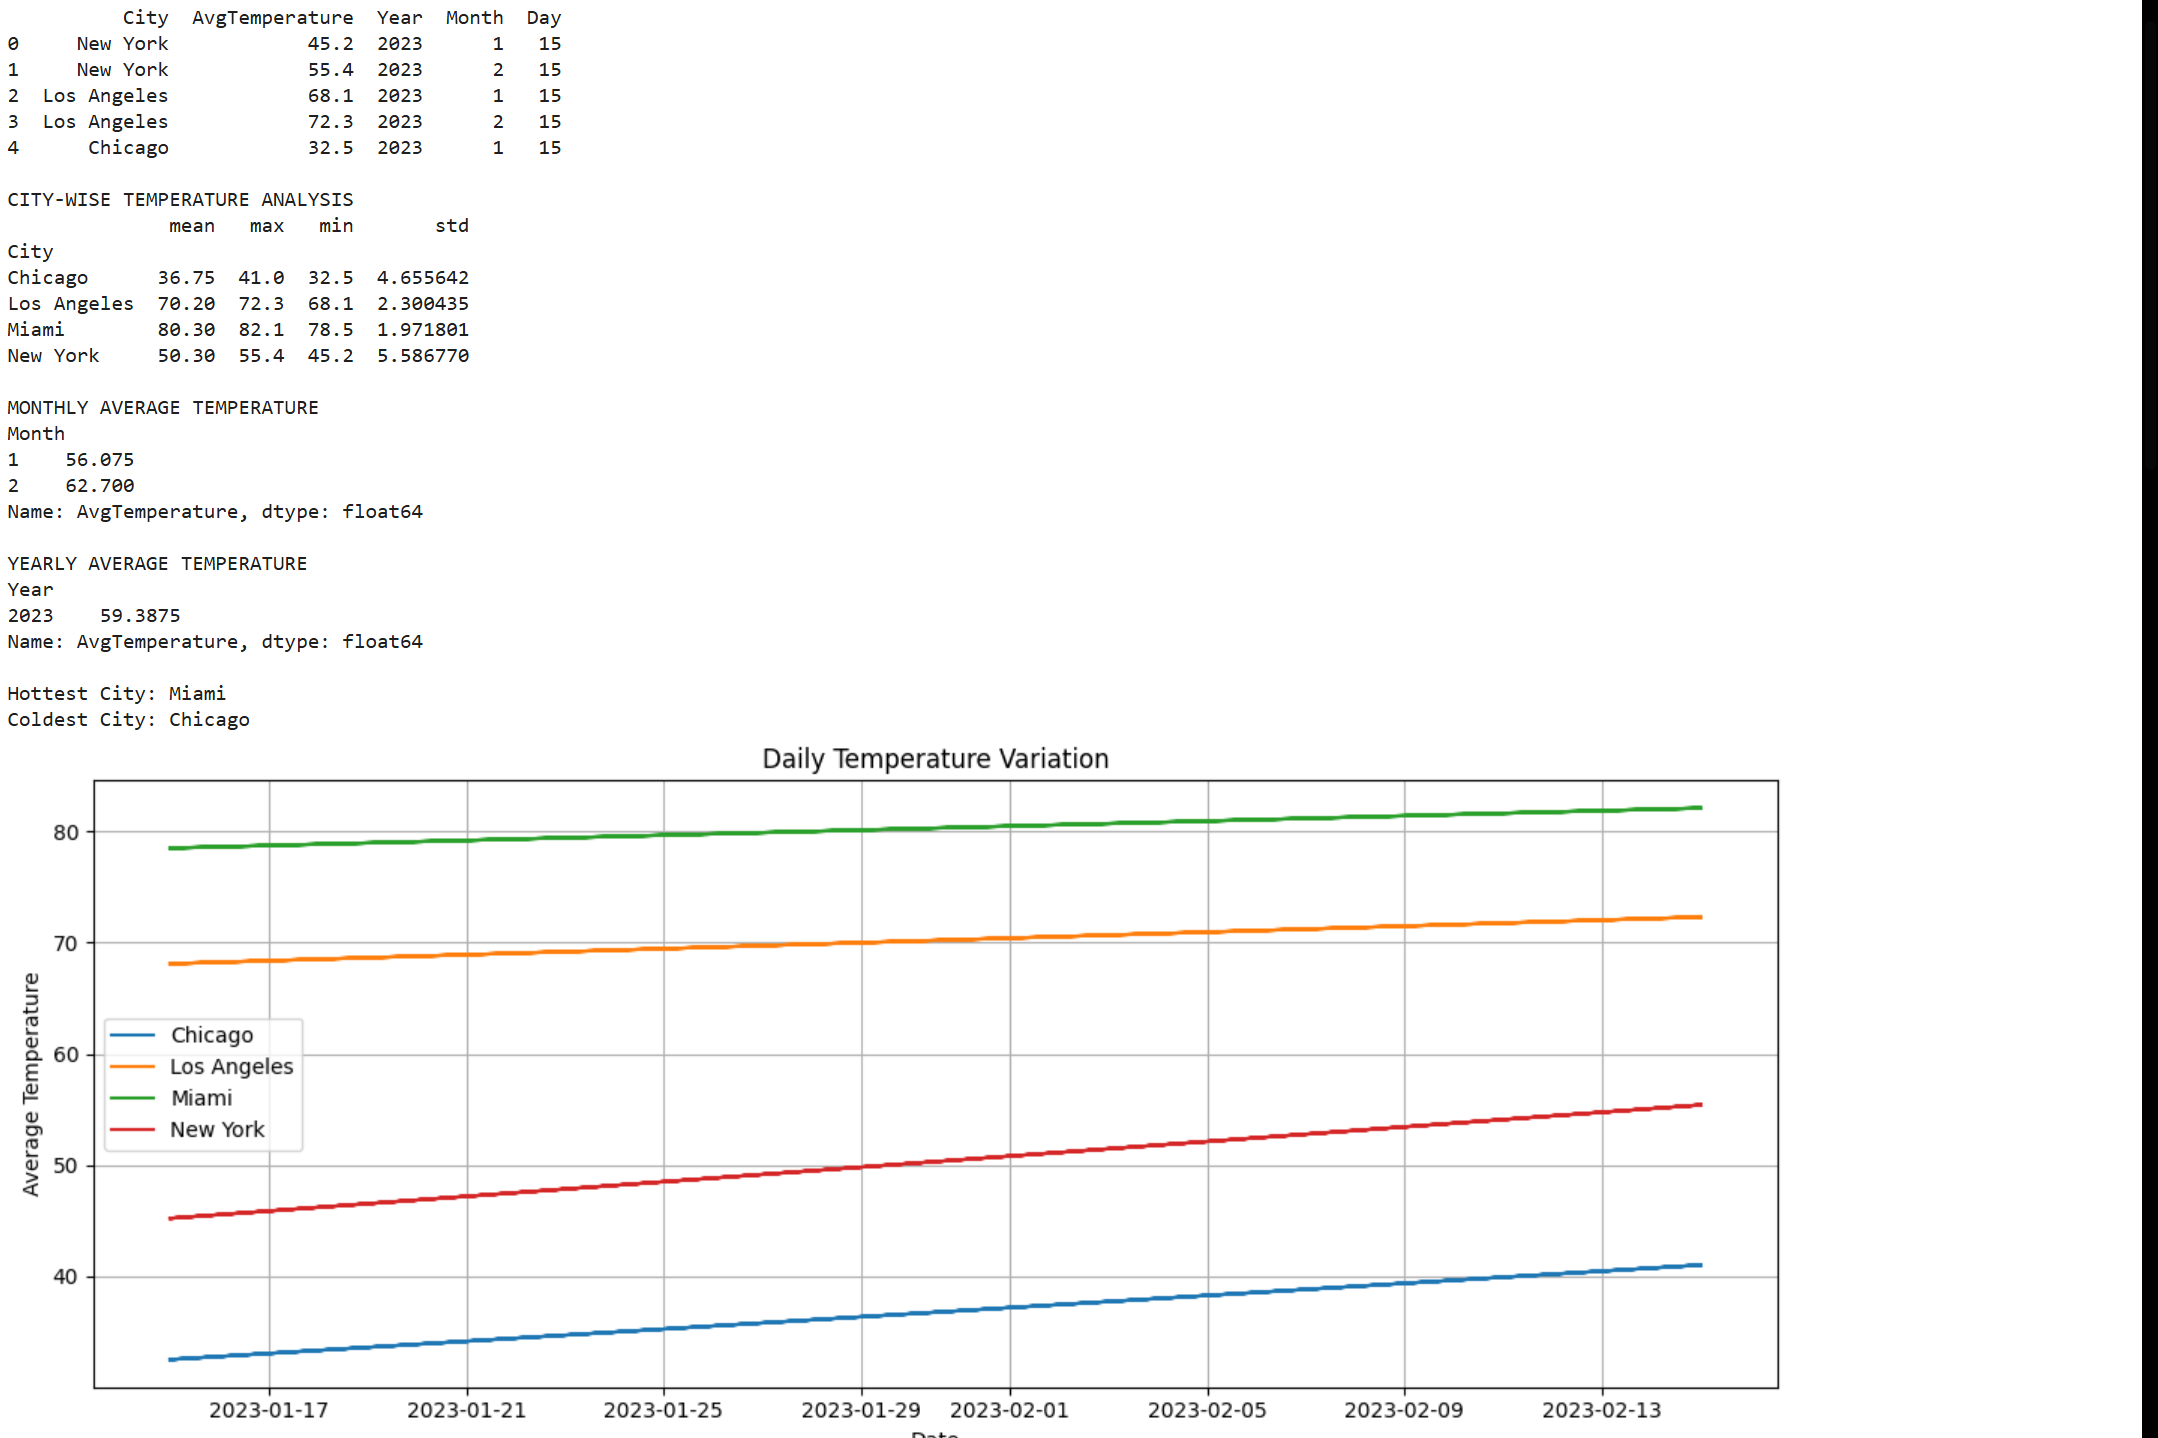 City  AvgTemperature  Year  Month  Day
0     New York            45.2  2023      1   15
1     New York            55.4  2023      2   15
2  Los Angeles            68.1  2023      1   15
3  Los Angeles            72.3  2023      2   15
4      Chicago            32.5  2023      1   15
CITY-WISE TEMPERATURE ANALYSIS
mean   max   min       std
City
Chicago      36.75  41.0  32.5  4.655642
Los Angeles  70.20  72.3  68.1  2.300435
Miami        80.30  82.1  78.5  1.971801
New York     50.30  55.4  45.2  5.586770
MONTHLY AVERAGE TEMPERATURE
Month
1    56.075
2    62.700
Name: AvgTemperature, dtype: float64
YEARLY AVERAGE TEMPERATURE
Year
2023    59.3875
Name: AvgTemperature, dtype: float64
Hottest City: Miami
Coldest City: Chicago
Daily Temperature Variation
Average Temperature
80
70
60
50
40
Chicago
Los Angeles
Miami
New York
2023-01-17 2023-01-21 2023-01-25 2023-01-29 2023-02-01 2023-02-05 2023-02-09 2023-02-13
Date